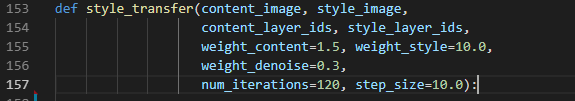 153 def style_transfer(content_image, style_image,
154 content_layer_ids, style_layer_ids,
155 weight_content=1.5, weight_style=10.0,
156 weight_denoise=0.3,
157 num_iterations=120, step_size=10.0):
158